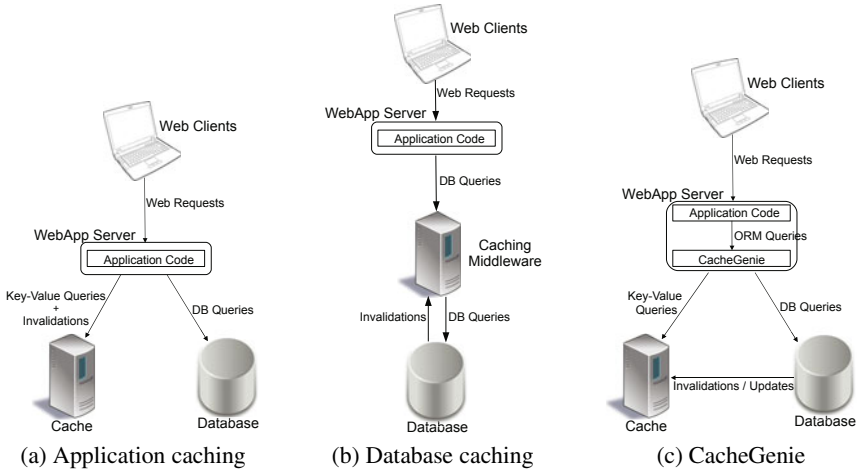 Web Clients
Web Requests
WebApp Server
Application Code
Key-Value Queries
+
Invalidations
DB Queries
Cache
Database
(a) Application caching
Web Clients
Web Requests
WebApp Server
Application Code
DB Queries
Caching
Middleware
Invalidations
DB Queries
Database
(b) Database caching
Web Clients
Web Requests
WebApp Server
Application Code
ORM Queries
CacheGenie
Key-Value
Queries
DB Queries
Invalidations / Updates
Cache
Database
(c) CacheGenie